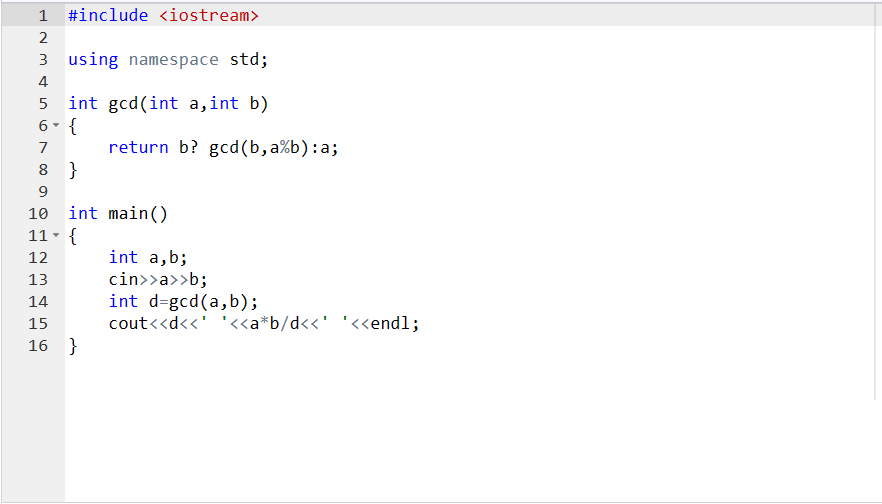 1 #include <iostream>
2
3 using namespace std;
4
5 int gcd(int a,int b)
6 {
7     return b? gcd(b,a%b):a;
8 }
9
10 int main()
11 {
12     int a,b;
13     cin>>a>>b;
14     int d=gcd(a,b);
15     cout<<d<<' '<<a*b/d<<' '<<endl;
16 }